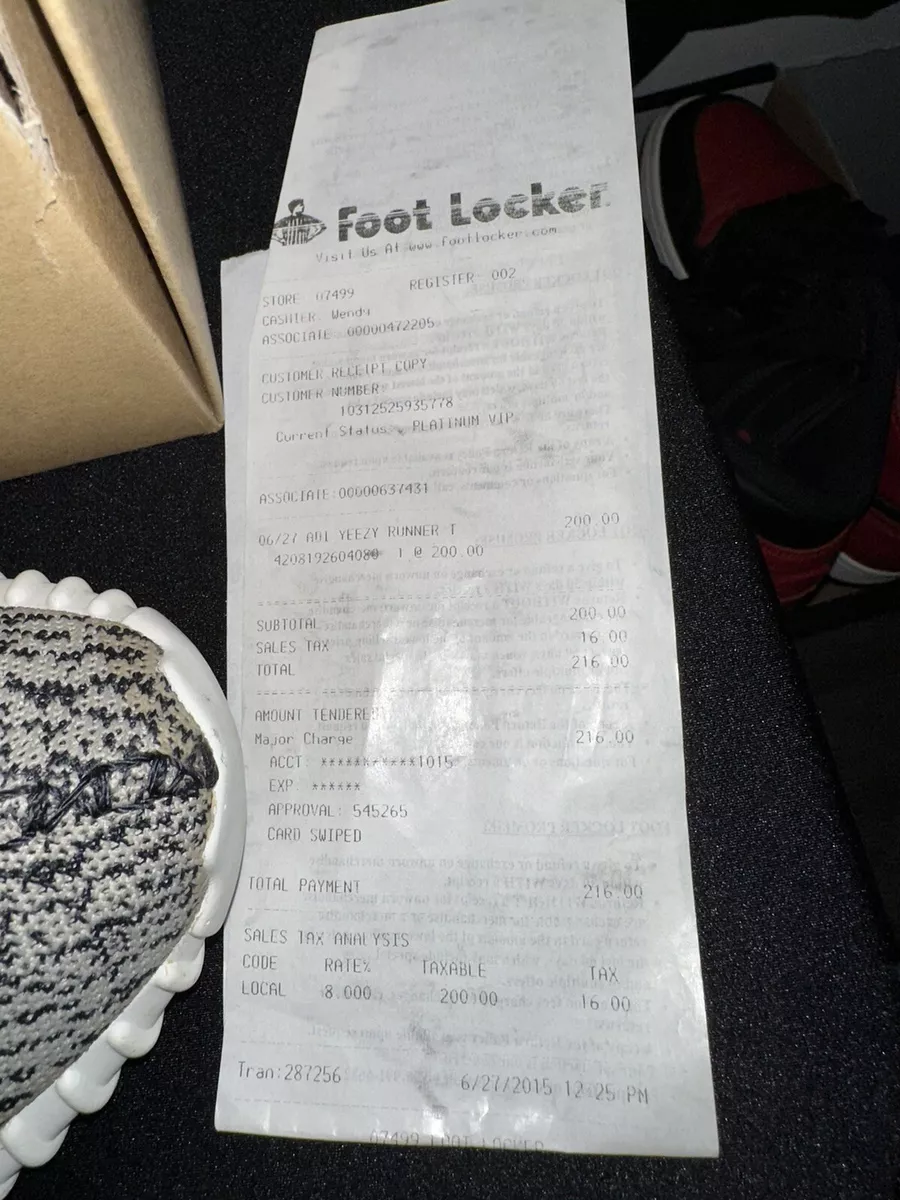 Foot Locker
Visit Us At www.footlocker.com
STORE 07499 REGISTER- 002
CASHIER Wendy
ASSOCIATE 00000472205
CUSTOMER RECEIPT COPY
CUSTOMER NUMBER:
10312525935778
Current Status PLATINUM VIP
ASSOCIATE:00000637431
06/27 ADI YEEZY RUNNER T 200.00
4208192604080 1 @ 200.00
SUBTOTAL 200.00
SALES TAX 16.00
TOTAL 216.00
AMOUNT TENDERED
Major Charge 216.00
ACCT: ************1015
EXP: ******
APPROVAL: 545265
CARD SWIPED
TOTAL PAYMENT 216.00
SALES TAX ANALYSIS
CODE RATE% TAXABLE TAX
LOCAL 8.000 200.00 16.00
Tran:287256 6/27/2015 12:25 PM
07499 FOOT LOCKER